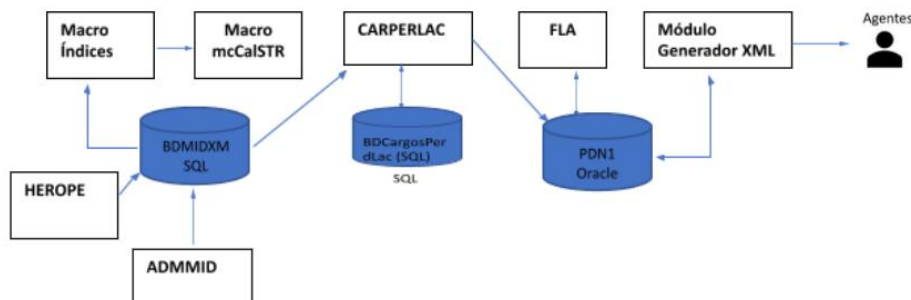 Macro
Índices
Macro
mcCalSTR
CARPERLAC
FLA
Módulo
Generador XML
Agentes
BDMIDXM
SQL
BDCargosPer
dLac (SQL)
SQL
PDN1
Oracle
HEROPE
ADMMID